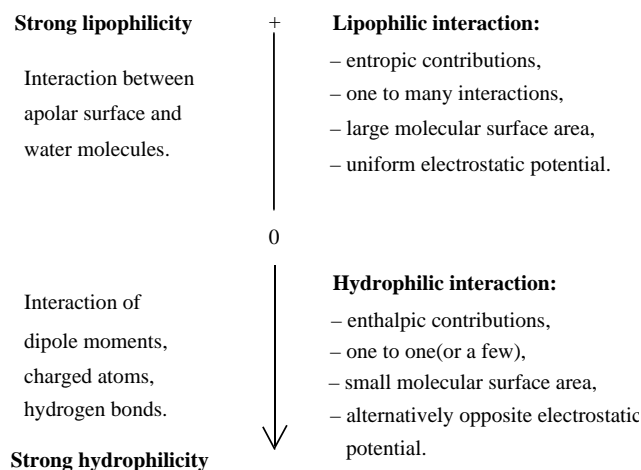 Strong lipophilicity
+
Lipophilic interaction:
Interaction between
apolar surface and
water molecules.
– entropic contributions,
– one to many interactions,
– large molecular surface area,
– uniform electrostatic potential.
0
Interaction of
dipole moments,
charged atoms,
hydrogen bonds.
Hydrophilic interaction:
– enthalpic contributions,
– one to one(or a few),
– small molecular surface area,
– alternatively opposite electrostatic
potential.
Strong hydrophilicity